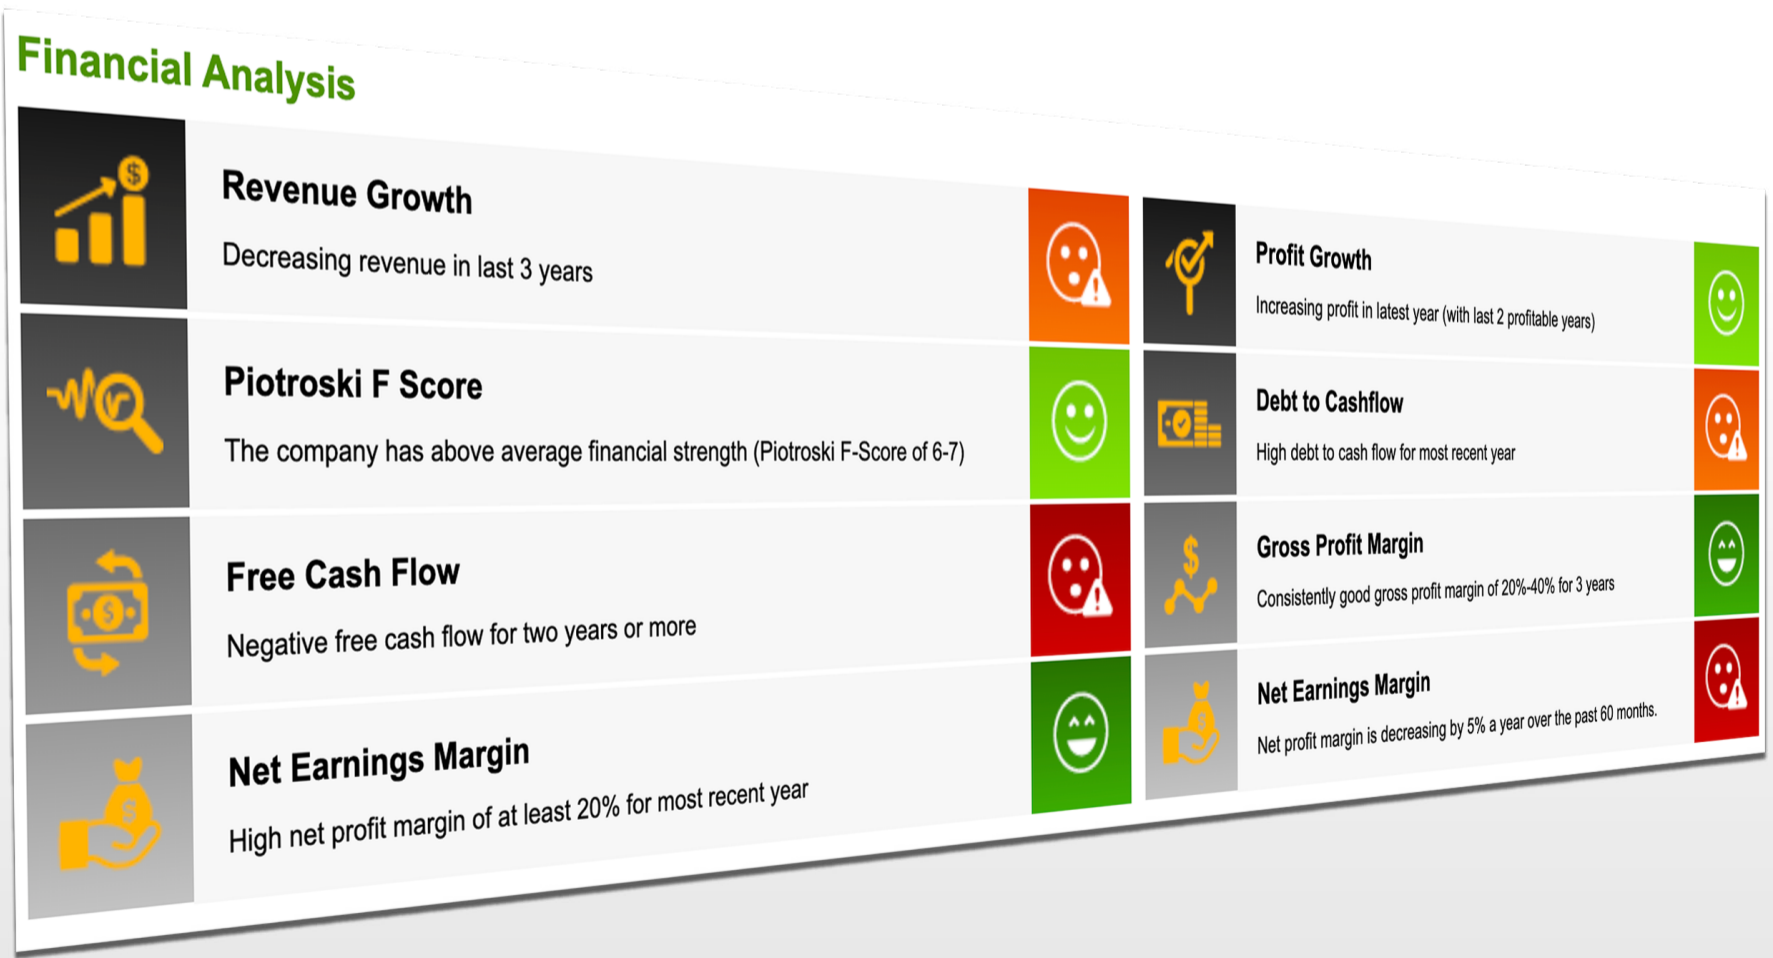 Financial Analysis
Revenue Growth
Decreasing revenue in last 3 years
Piotroski F Score
The company has above average financial strength (Piotroski F-Score of 6-7)
Free Cash Flow
Negative free cash flow for two years or more
Net Earnings Margin
High net profit margin of at least 20% for most recent year
Profit Growth
Increasing profit in latest year (with last 2 profitable years)
Debt to Cashflow
High debt to cash flow for most recent year
Gross Profit Margin
Consistently good gross profit margin of 20%-40% for 3 years
Net Earnings Margin
Net profit margin is decreasing by 5% a year over the past 60 months.